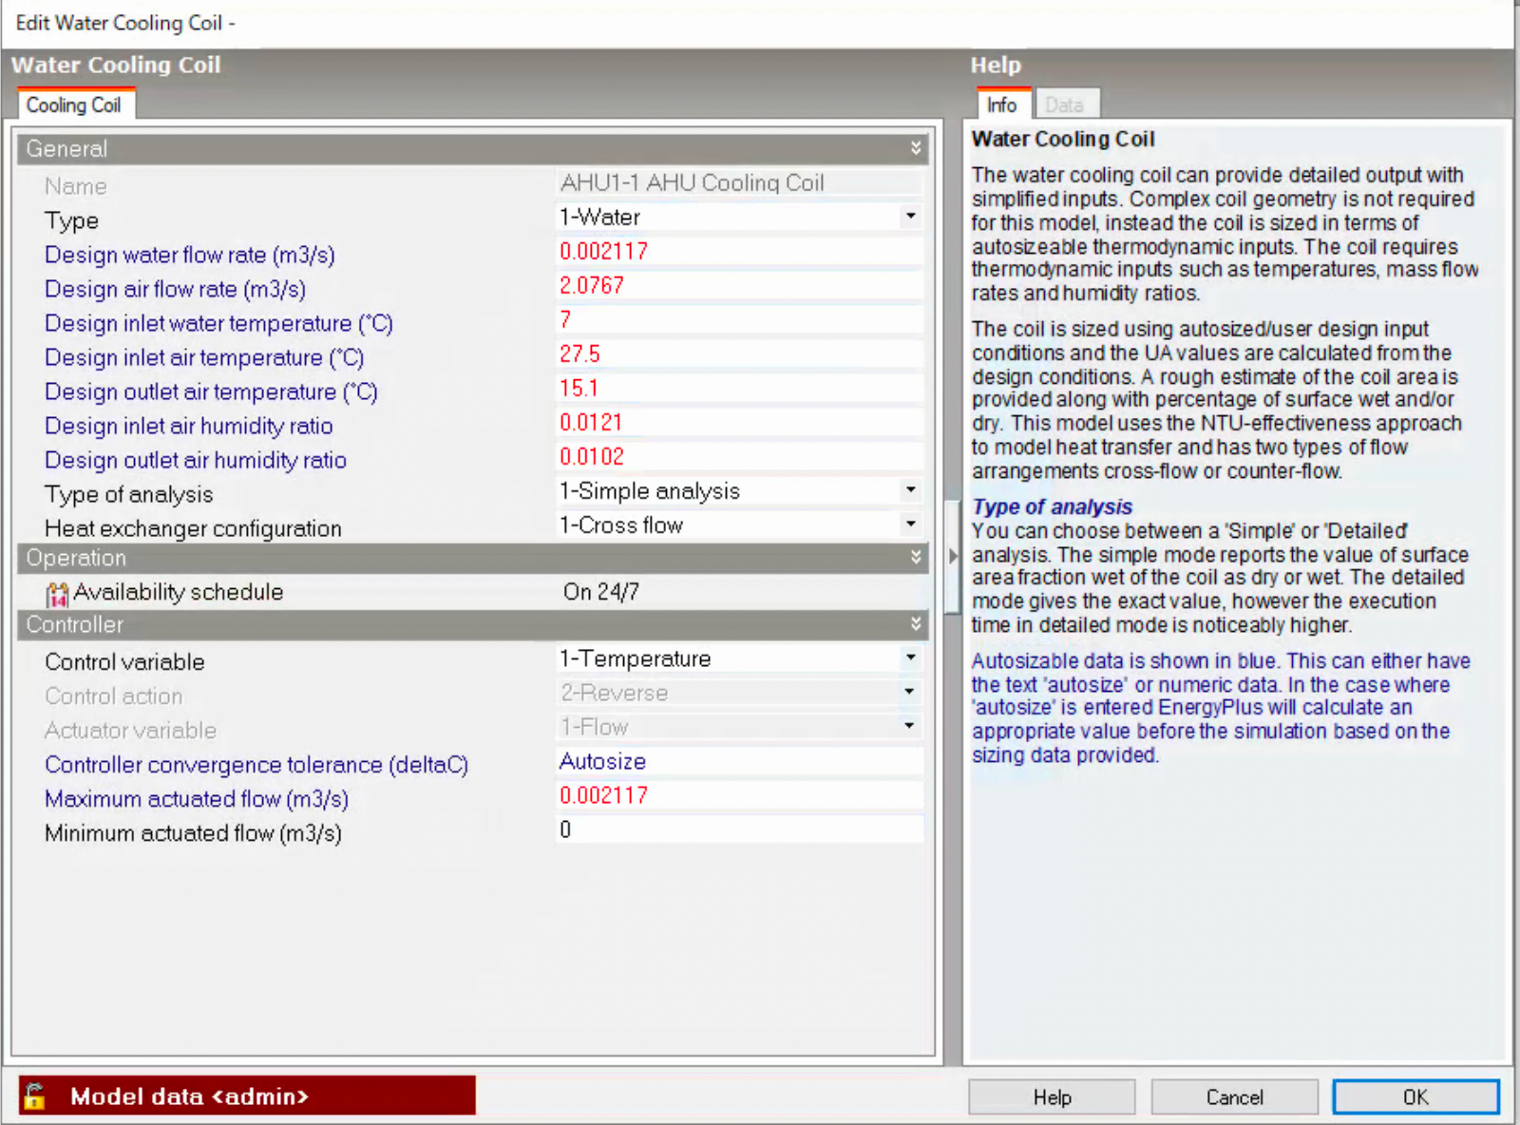 Edit Water Cooling Coil -
Water Cooling Coil
Cooling Coil
General
Name AHU1-1 AHU Cooling Coil
Type 1-Water
Design water flow rate (m3/s) 0.002117
Design air flow rate (m3/s) 2.0767
Design inlet water temperature (°C) 7
Design inlet air temperature (°C) 27.5
Design outlet air temperature (°C) 15.1
Design inlet air humidity ratio 0.0121
Design outlet air humidity ratio 0.0102
Type of analysis 1-Simple analysis
Heat exchanger configuration 1-Cross flow
Operation
14 Availability schedule On 24/7
Controller
Control variable 1-Temperature
Control action 2-Reverse
Actuator variable 1-Flow
Controller convergence tolerance (deltaC) Autosize
Maximum actuated flow (m3/s) 0.002117
Minimum actuated flow (m3/s) 0
Help
Info Data
Water Cooling Coil
The water cooling coil can provide detailed output with
simplified inputs. Complex coil geometry is not required
for this model, instead the coil is sized in terms of
autosizeable thermodynamic inputs. The coil requires
thermodynamic inputs such as temperatures, mass flow
rates and humidity ratios.
The coil is sized using autosized/user design input
conditions and the UA values are calculated from the
design conditions. A rough estimate of the coil area is
provided along with percentage of surface wet and/or
dry. This model uses the NTU-effectiveness approach
to model heat transfer and has two types of flow
arrangements cross-flow or counter-flow.
Type of analysis
You can choose between a 'Simple' or 'Detailed'
analysis. The simple mode reports the value of surface
area fraction wet of the coil as dry or wet. The detailed
mode gives the exact value, however the execution
time in detailed mode is noticeably higher.
Autosizable data is shown in blue. This can either have
the text 'autosize' or numeric data. In the case where
'autosize' is entered EnergyPlus will calculate an
appropriate value before the simulation based on the
sizing data provided.
Model data <admin>
Help Cancel OK